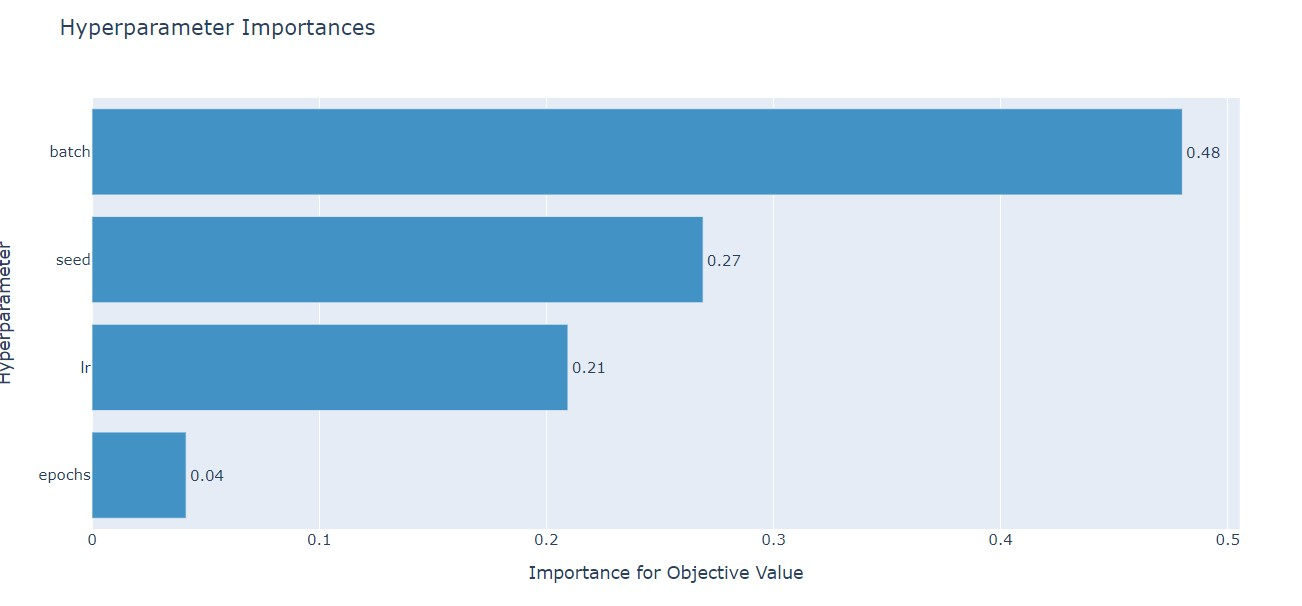 Hyperparameter Importances
Hyperparameter
batch
0.48
seed
0.27
lr
0.21
epochs
0.04
0
0.1
0.2
0.3
0.4
0.5
Importance for Objective Value